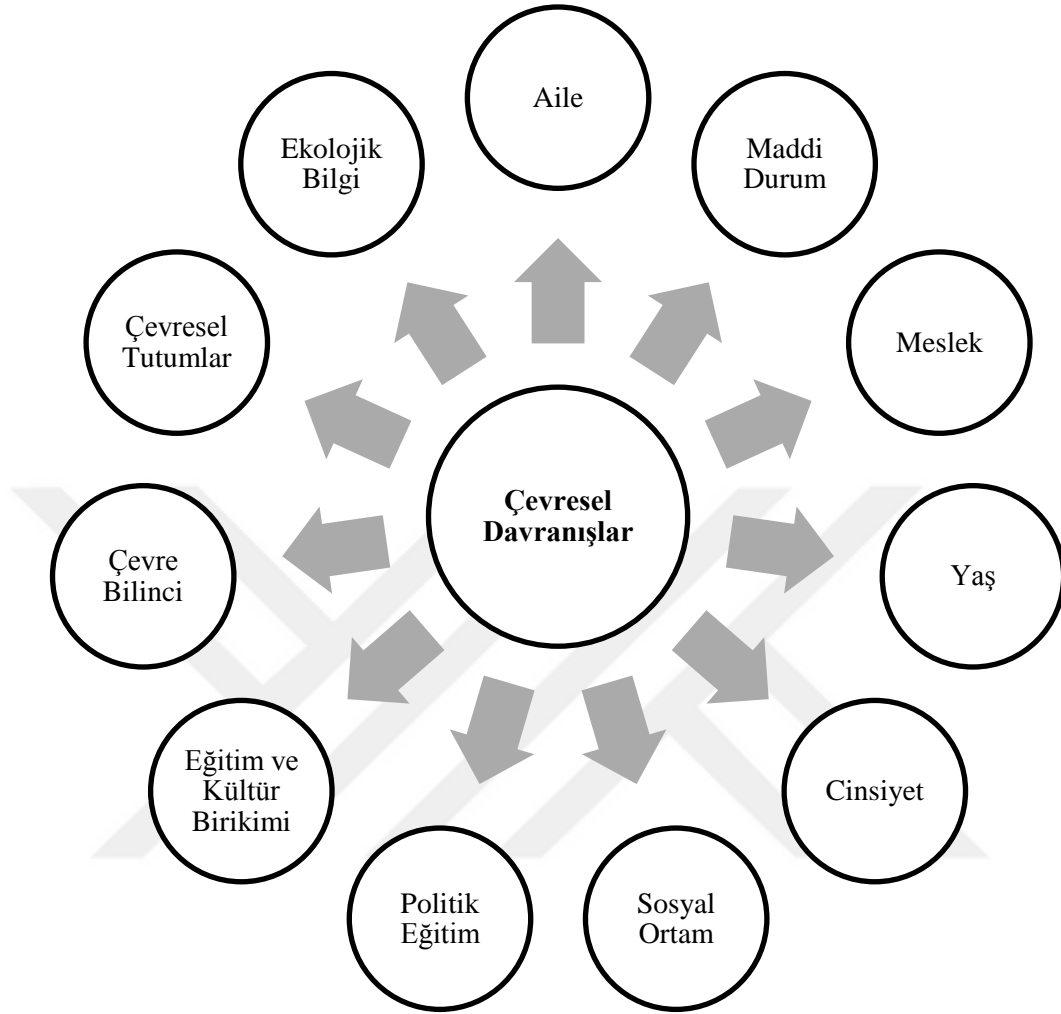 Aile
Maddi
Durum
Meslek
Yaş
Cinsiyet
Sosyal
Ortam
Politik
Eğitim
Eğitim ve
Kültür
Birikimi
Çevre
Bilinci
Çevresel
Tutumlar
Ekolojik
Bilgi
Çevresel
Davranışlar